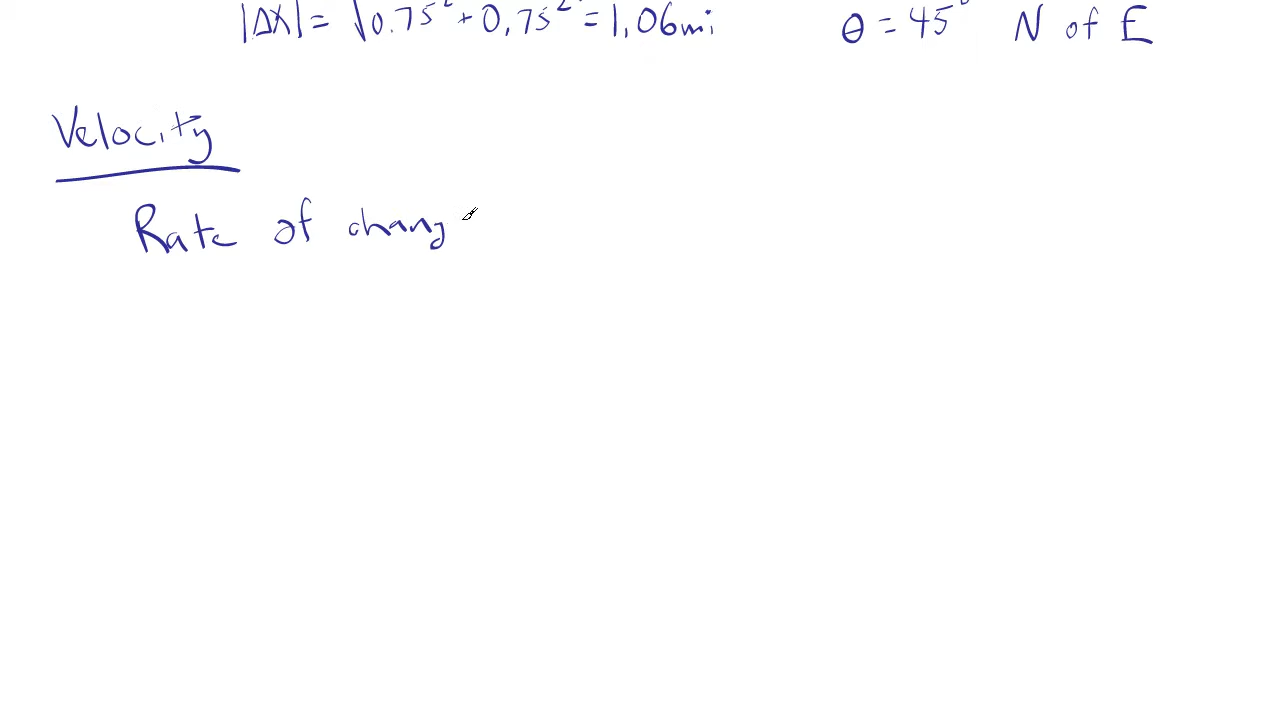 |ΔX| = √0.75² + 0.75² = 1.06mi θ = 45° N of E
Velocity
Rate of chang